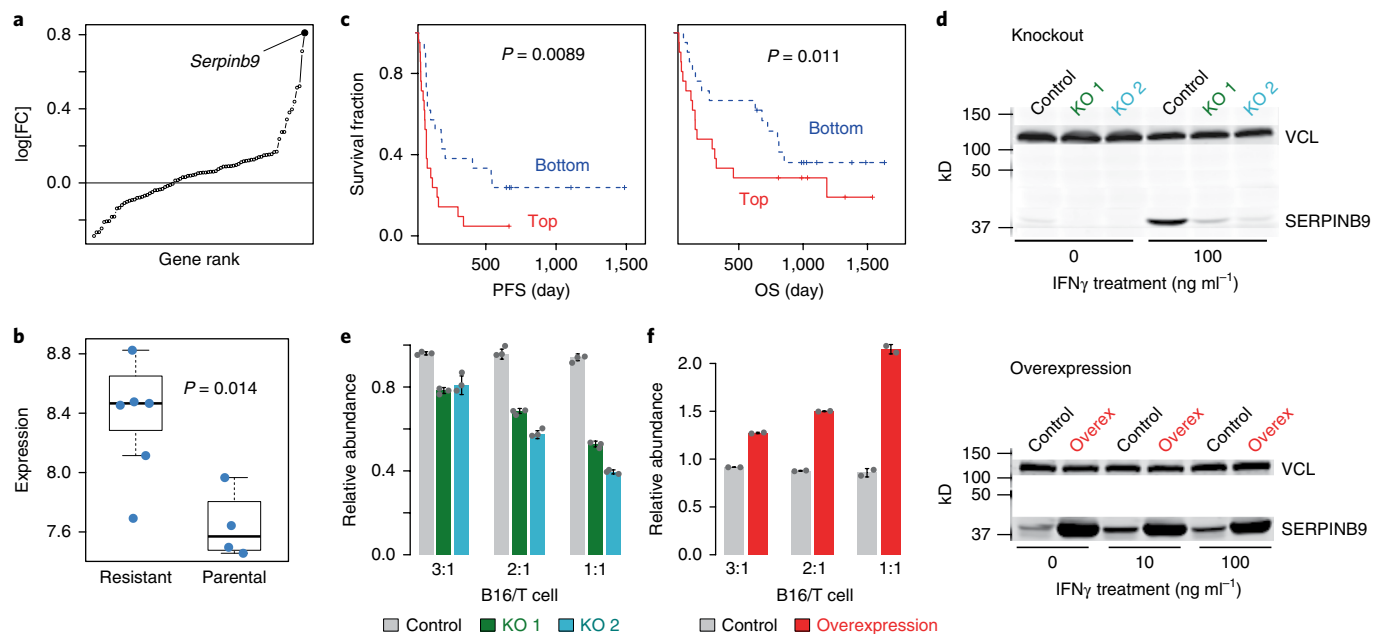 a
0.8
0.4
0.0
log[FC]
Serpinb9
Gene rank
b
8.8
8.4
8.0
7.6
Expression
P = 0.014
Resistant Parental
c
0.8
0.4
0.0
Survival fraction
P = 0.0089
Bottom
Top
500 1,000 1,500
PFS (day)
P = 0.011
Bottom
Top
500 1,000 1,500
OS (day)
d
Knockout
Control KO 1 KO 2 Control KO 1 KO 2
150
100
50
37
kD
VCL
SERPINB9
0 100
IFNγ treatment (ng ml⁻¹)
Overexpression
Control Overex Control Overex Control Overex
150
100
50
37
kD
VCL
SERPINB9
0 10 100
IFNγ treatment (ng ml⁻¹)
e
0.8
0.4
0.0
Relative abundance
3:1 2:1 1:1
B16/T cell
Control KO 1 KO 2
f
2.0
1.5
1.0
0.0
Relative abundance
3:1 2:1 1:1
B16/T cell
Control Overexpression